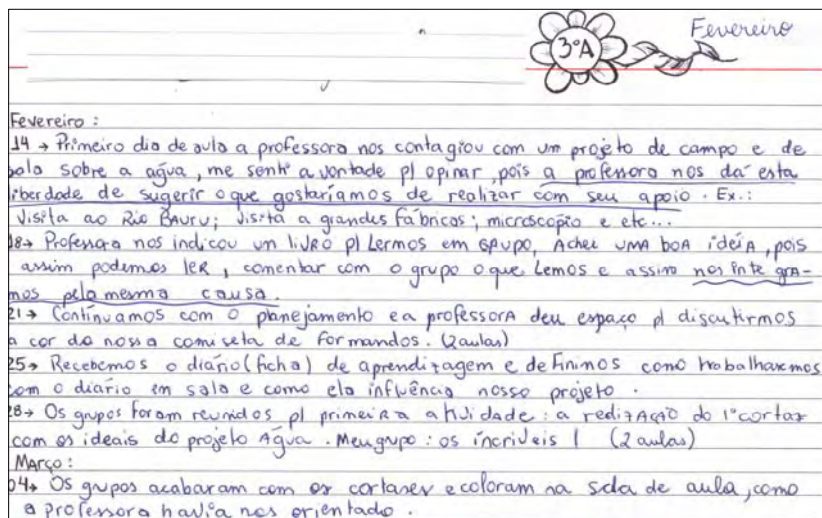 Fevereiro
3ºA
Fevereiro :
14 → Primeiro dia de aula a professora nos contagiou com um projeto de campo e de
sala sobre a agúa, me senti a vontade p/ opinar, pois a professora nos dá esta
liberdade de sugerir o que gostaríamos de realizar com seu apoio. Ex.:
Visita ao Rio Bauru; visita a grandes fábricas; microscópio e etc...
18→ Professora nos indicou um livro p/ Lermos em grupo, Achei uma boa idéia, pois
assim podemos ler, comentar com o grupo o que Lemos e assim nos integra-
mos pela mesma causa.
21→ Continuamos com o planejamento e a professora deu espaço p/ discutirmos
a cor da nossa camiseta de formandos. (2aulas)
25→ Recebemos o diário (ficha) de aprendizagem e definimos como trabalharemos
com o diário em sala e como ela influência nosso projeto.
28→ Os grupos foram reunidos p/ primeira atividade: a redização do 1º cartaz
com os ideais do projeto Água. Meu grupo: os incríveis ! (2 aulas)
Março :
04→ Os grupos acabaram com os cartazes e colaram na sala de aula, como
a professora havia nos orientado.